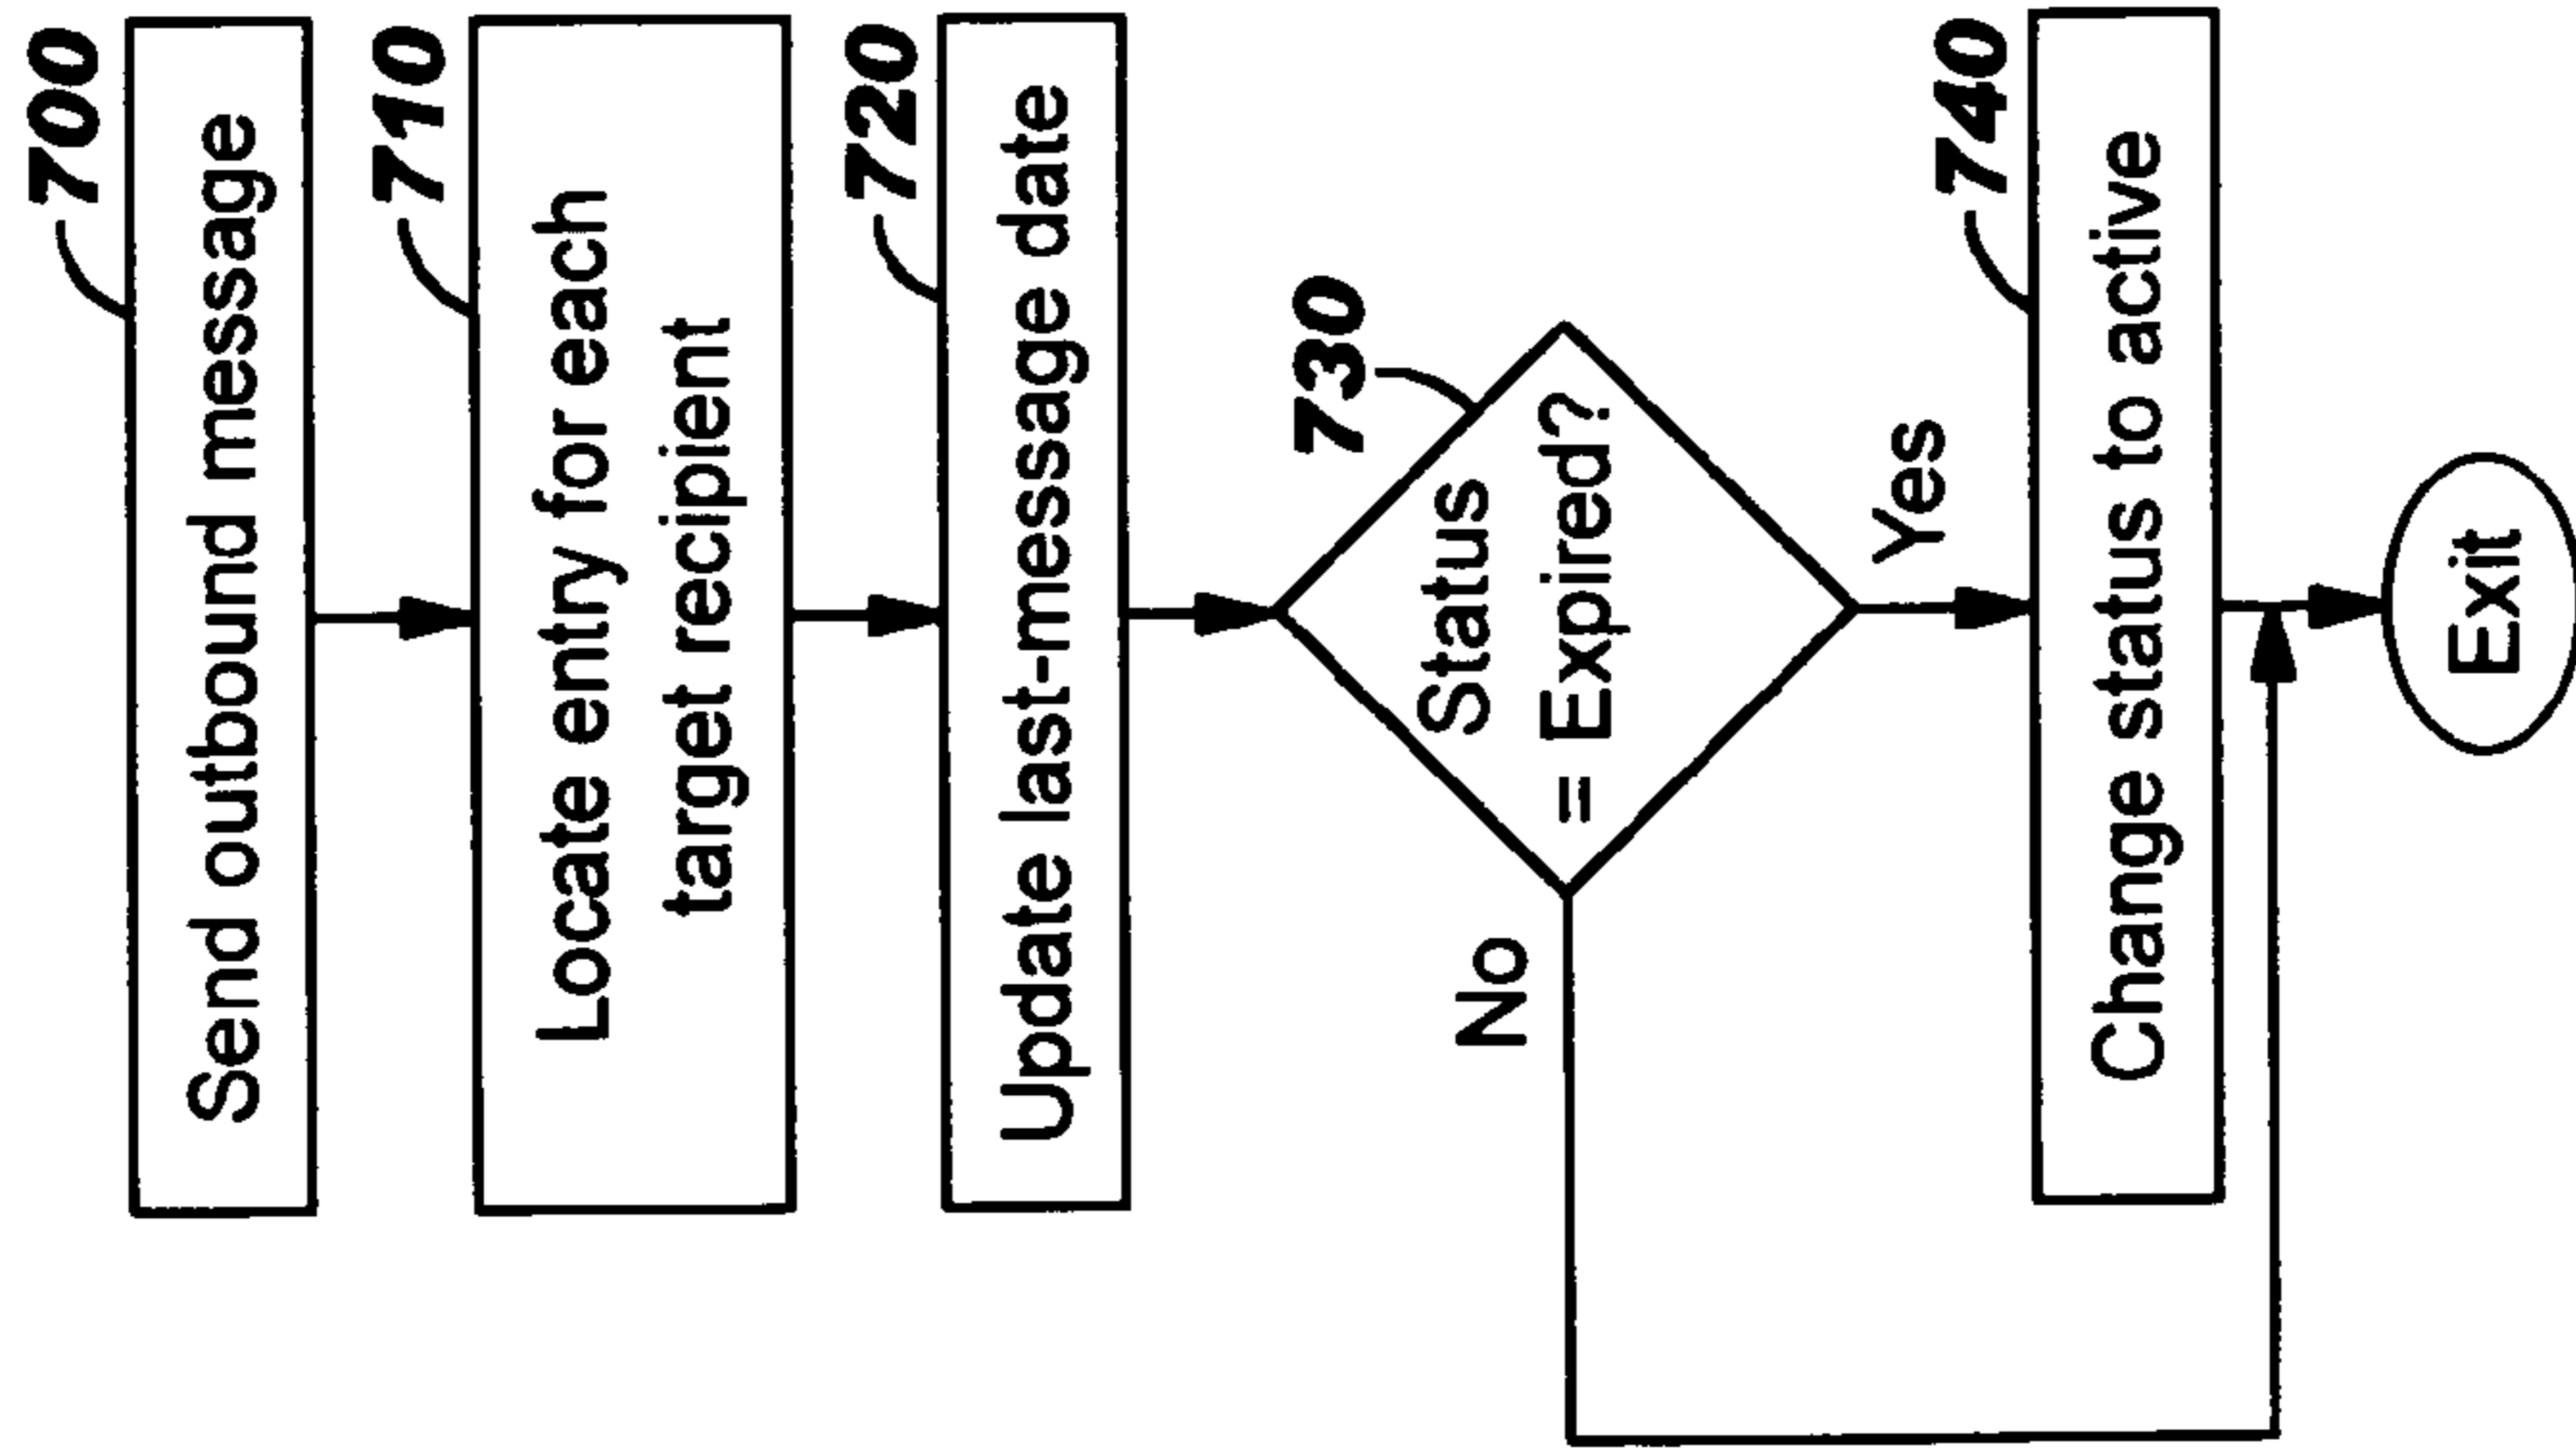 700
Send outbound message
710
Locate entry for each
target recipient
720
Update last-message date
730
Status
= Expired?
No
Yes
740
Change status to active
Exit